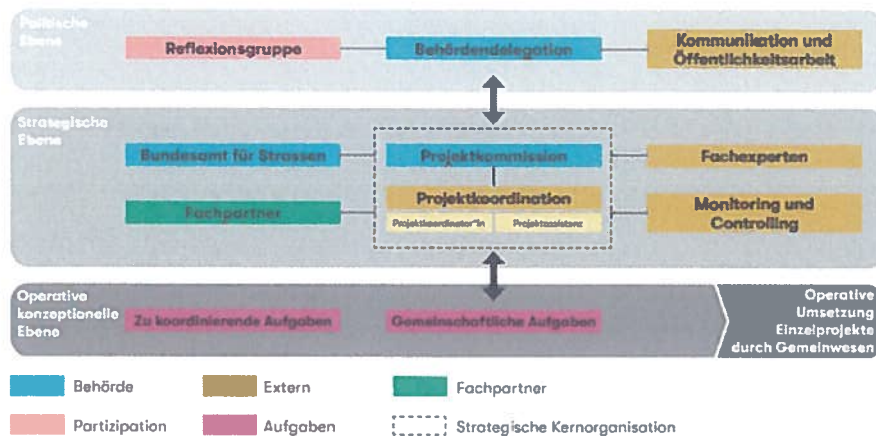 Politische
Ebene
Reflexionsgruppe
Behördendelegation
Kommunikation und
Öffentlichkeitsarbeit
Strategische
Ebene
Bundesamt für Strassen
Projektkommission
Fachexperten
Fachpartner
Projektkoordination
Projektkoordinator*in
Projektassistenz
Monitoring und
Controlling
Operative
konzeptionelle
Ebene
Zu koordinierende Aufgaben
Gemeinschaftliche Aufgaben
Operative
Umsetzung
Einzelprojekte
durch Gemeinwesen
Behörde
Extern
Fachpartner
Partizipation
Aufgaben
Strategische Kernorganisation